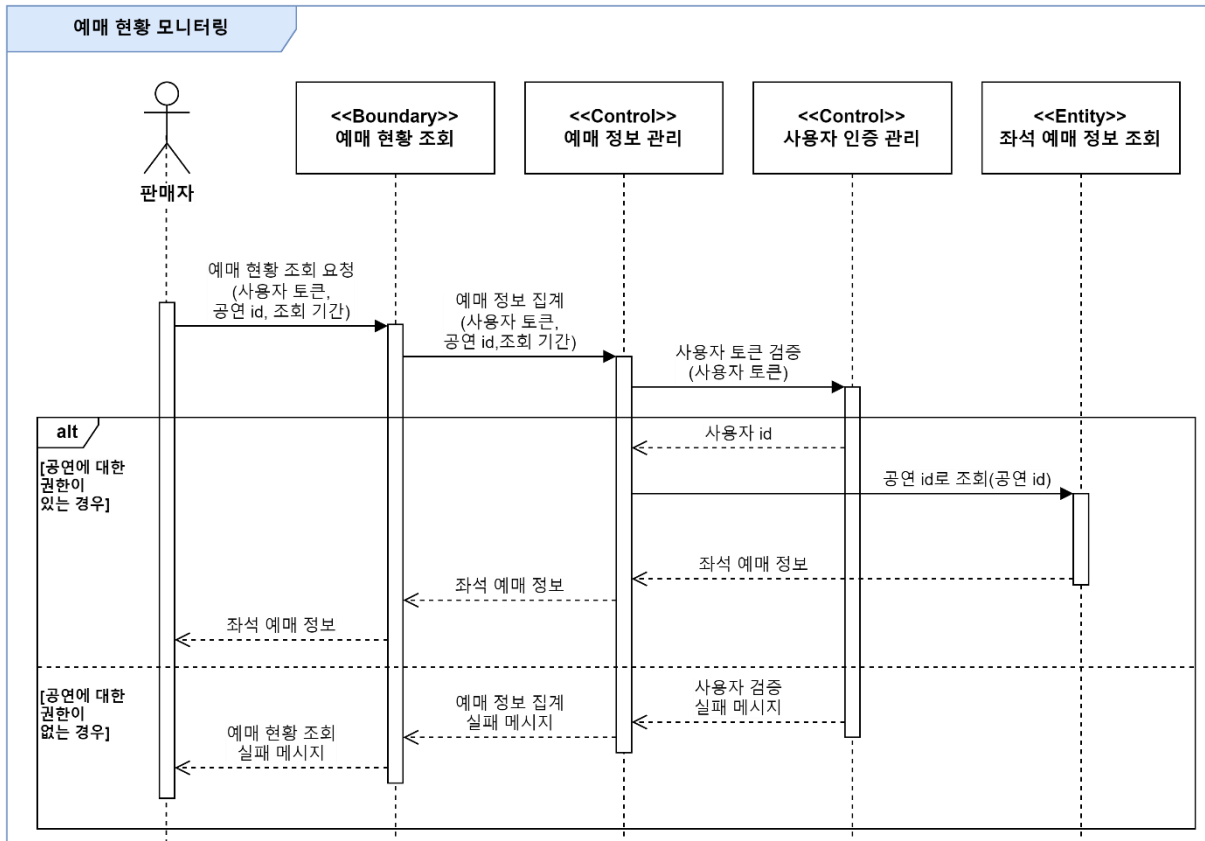 예매 현황 모니터링
판매자
<<Boundary>>
예매 현황 조회
<<Control>>
예매 정보 관리
<<Control>>
사용자 인증 관리
<<Entity>>
좌석 예매 정보 조회
예매 현황 조회 요청
(사용자 토큰,
공연 id, 조회 기간)
예매 정보 집계
(사용자 토큰,
공연 id,조회 기간)
사용자 토큰 검증
(사용자 토큰)
alt
[공연에 대한
권한이
있는 경우]
사용자 id
공연 id로 조회(공연 id)
좌석 예매 정보
좌석 예매 정보
좌석 예매 정보
[공연에 대한
권한이
없는 경우]
사용자 검증
실패 메시지
예매 정보 집계
실패 메시지
예매 현황 조회
실패 메시지